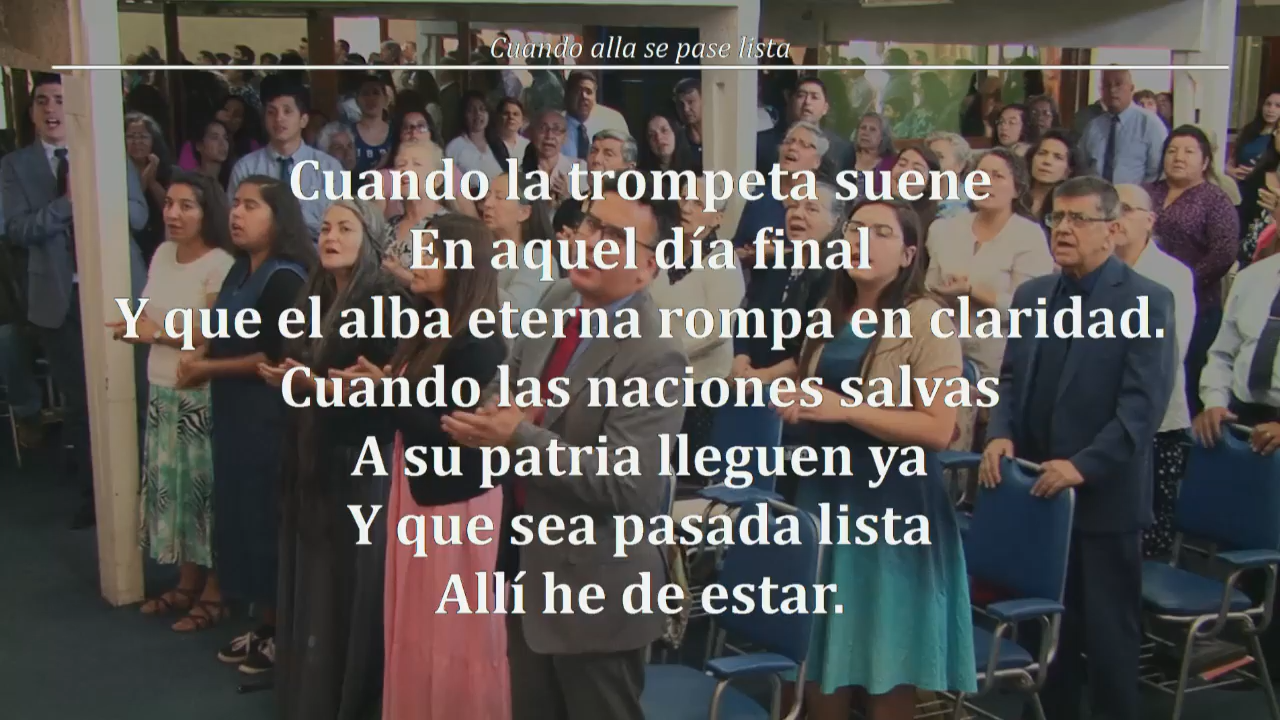 Cuando alla se pase lista
Cuando la trompeta suene
En aquel día final
Y que el alba eterna rompa en claridad.
Cuando las naciones salvas
A su patria lleguen ya
Y que sea pasada lista
Allí he de estar.